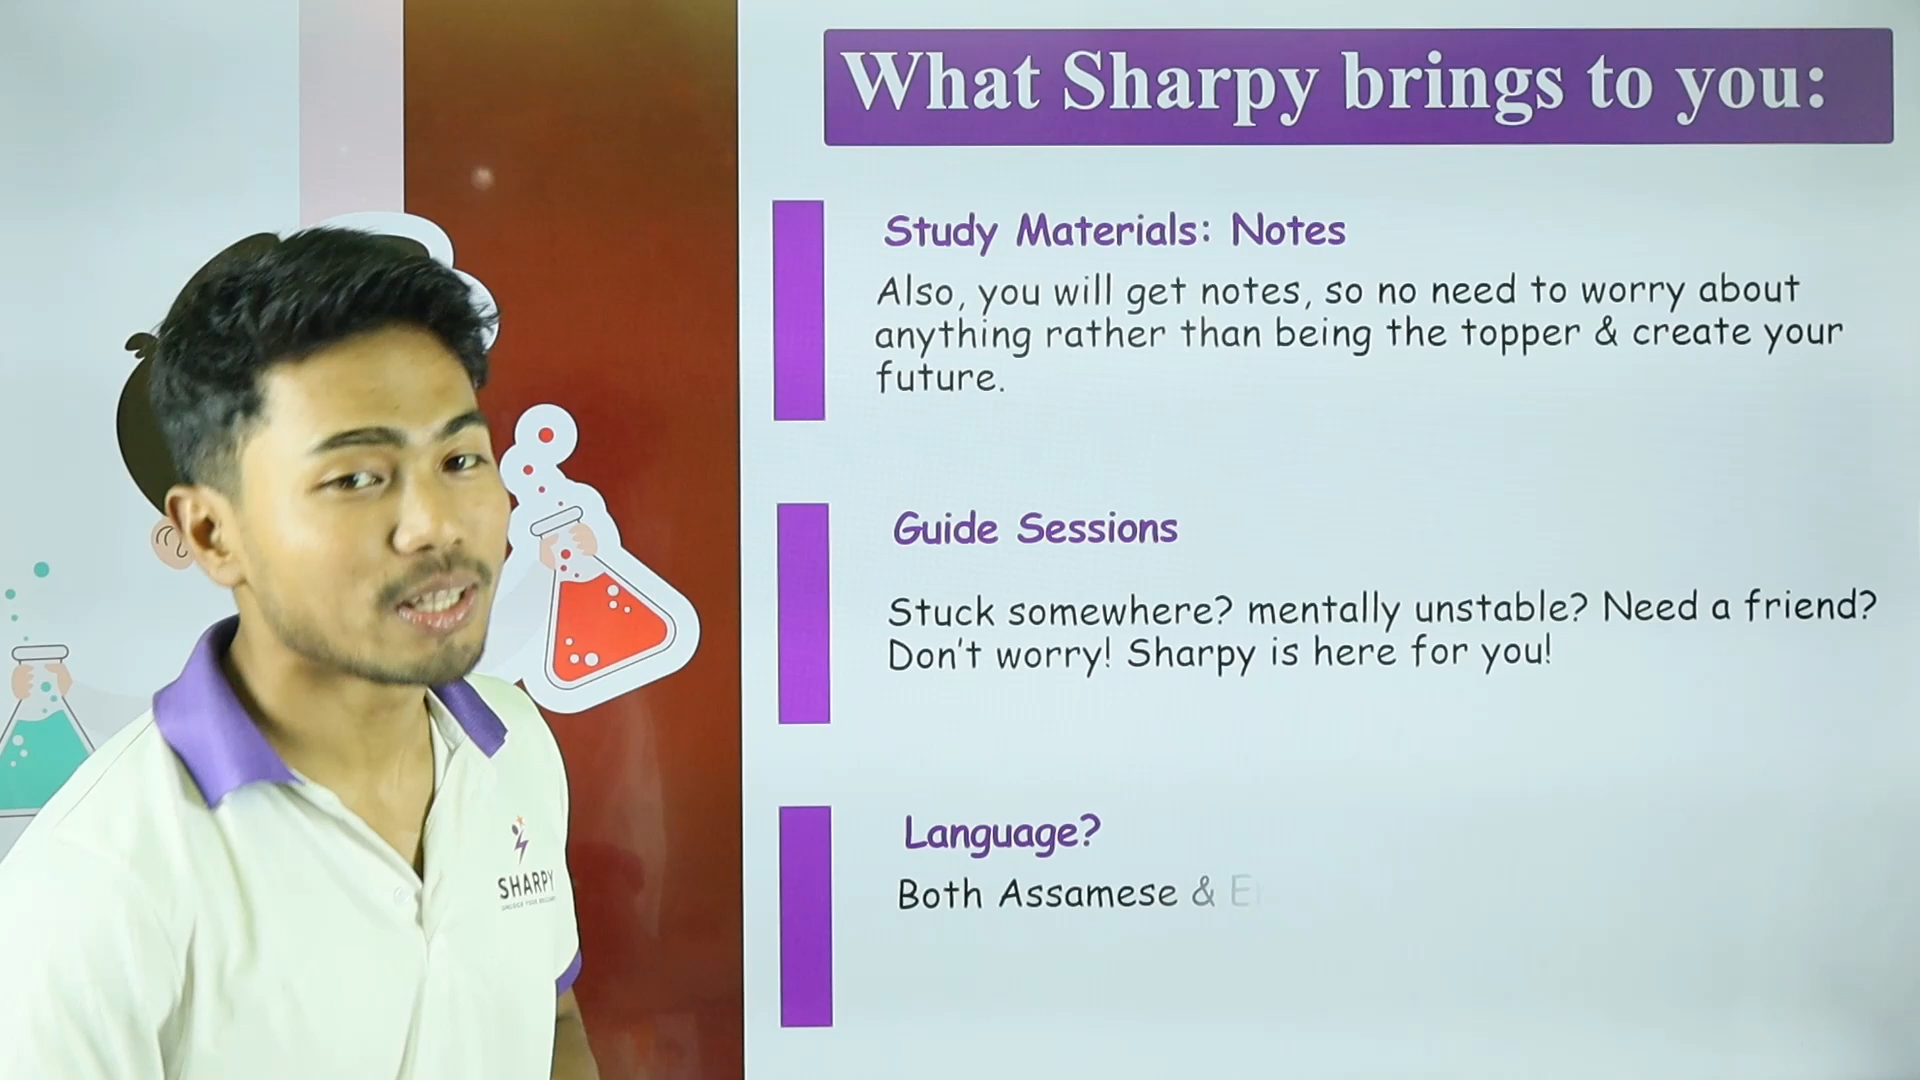 What Sharpy brings to you:
Study Materials: Notes
Also, you will get notes, so no need to worry about
anything rather than being the topper & create your
future.
Guide Sessions
Stuck somewhere? mentally unstable? Need a friend?
Don't worry! Sharpy is here for you!
Language?
Both Assamese & E
SHARPY